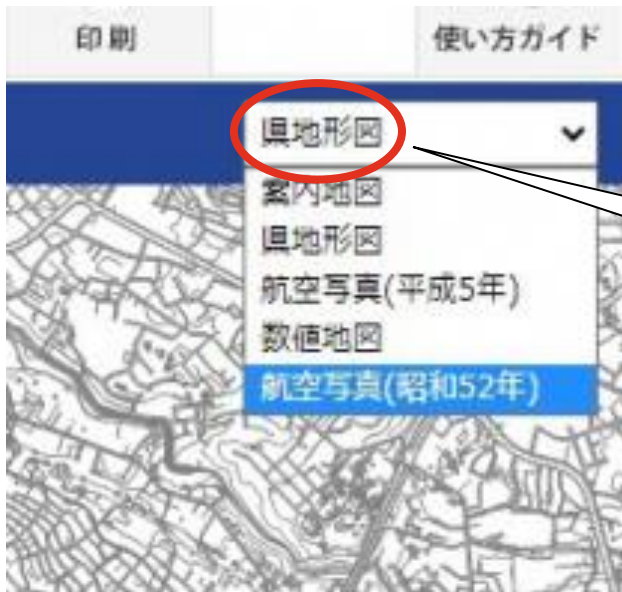 印刷
使い方ガイド
県地形図
案内地図
県地形図
航空写真(平成5年)
数値地図
航空写真(昭和52年)